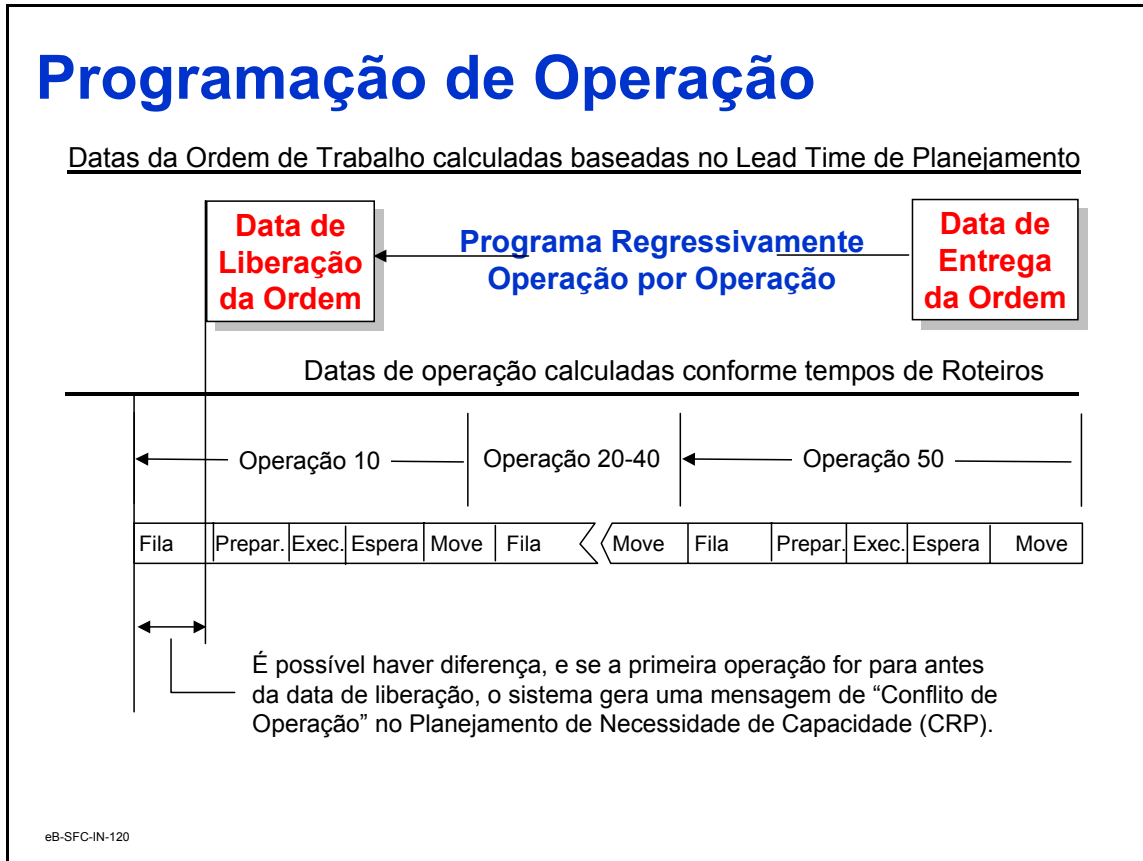 Programação de Operação
Datas da Ordem de Trabalho calculadas baseadas no Lead Time de Planejamento
Data de
Liberação
da Ordem
Programa Regressivamente
Operação por Operação
Data de
Entrega
da Ordem
Datas de operação calculadas conforme tempos de Roteiros
Operação 10
Operação 20-40
Operação 50
Fila
Prepar.
Exec.
Espera
Move
Fila
Move
Fila
Prepar.
Exec.
Espera
Move
É possível haver diferença, e se a primeira operação for para antes
da data de liberação, o sistema gera uma mensagem de “Conflito de
Operação” no Planejamento de Necessidade de Capacidade (CRP).
eB-SFC-IN-120